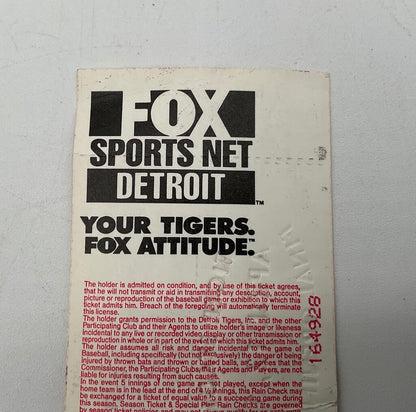 FOX
SPORTS NET
DETROIT™
YOUR TIGERS.
FOX ATTITUDE.™
The holder is admitted on condition, and by use of this ticket agrees,
that he will not transmit or aid in transmitting any description, account,
picture or reproduction of the baseball game or exhibition to which this
ticket admits him. Breach of the foregoing will automatically terminate
this license.
The holder grants permission to the Detroit Tigers, Inc. and the other
Participating Club and their Agents to utilize holder's image or likeness
incidental to any live or recorded video display or other transmission or
reproduction in whole or in part of the event to which this ticket admits him.
The holder assumes all risk and danger incidental to the game of
Baseball, including specifically (but not exclusively) the danger of being
injured by thrown bats and thrown or batted balls, and agrees that the
Commissioner, the Participating Clubs, their Agents and Players, are not
liable for injuries resulting from such causes.
In the event 5 innings of one game are not played, except when the
home team is in the lead at the end of 4 ½ innings, this Rain Check may
be exchanged for a ticket of equal value to a succeeding game during
this season. Season Ticket & Special Plan Rain Checks are governed
by season ticket policies and may not
164928